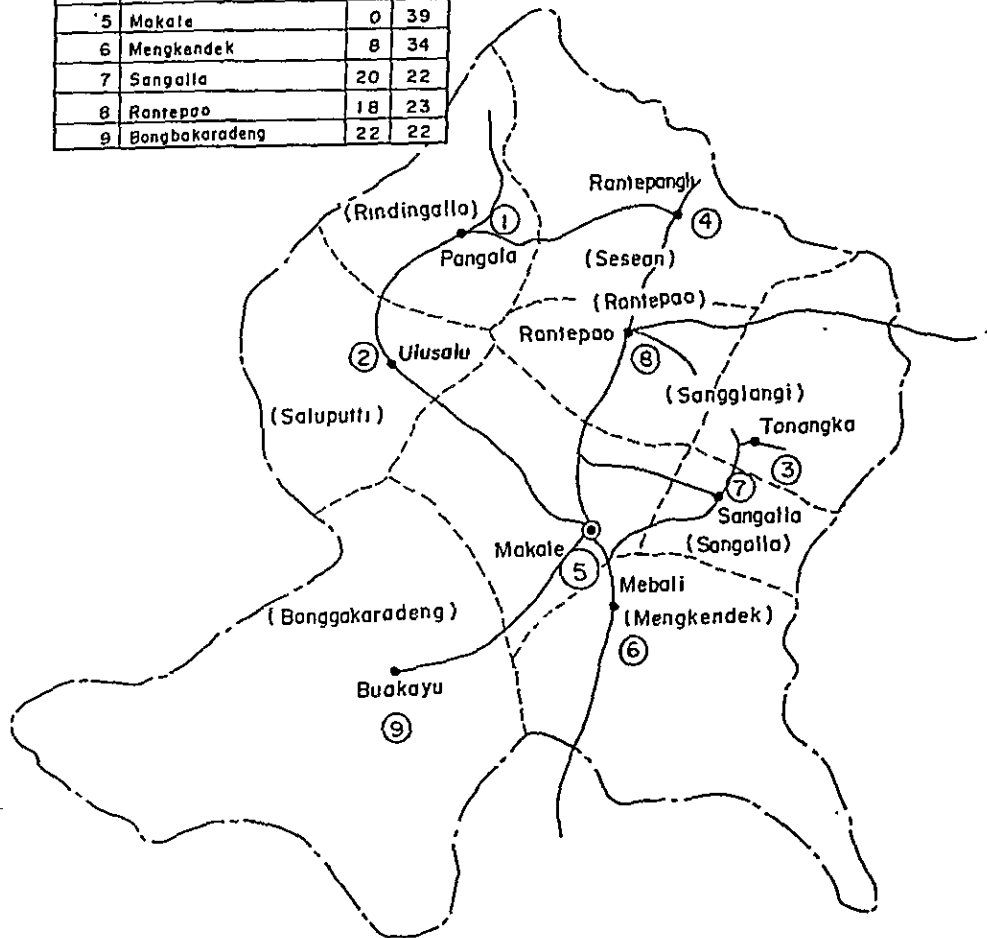 5 Makale 0 39
6 Mengkendek 8 34
7 Sangalla 20 22
8 Rantepao 18 23
9 Bongbakaradeng 22 22
Rantepangli
(Rindingallo)
1
4
Pangala
(Sesean)
(Rantepao)
Rantepao
2
Ulusalu
8
(Sangglangi)
(Saluputti)
Tonangka
3
7
Sangalla
Makale
(Sangalla)
5
Mebali
(Bonggakaradeng)
(Mengkendek)
6
Buakayu
9